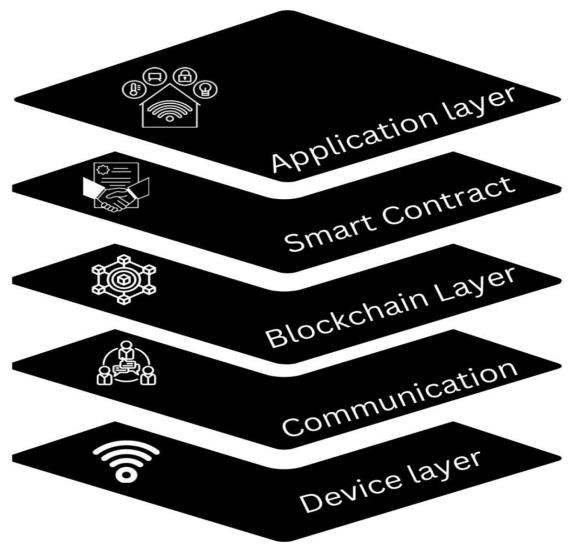 Application layer
Smart Contract
Blockchain Layer
Communication
Device layer